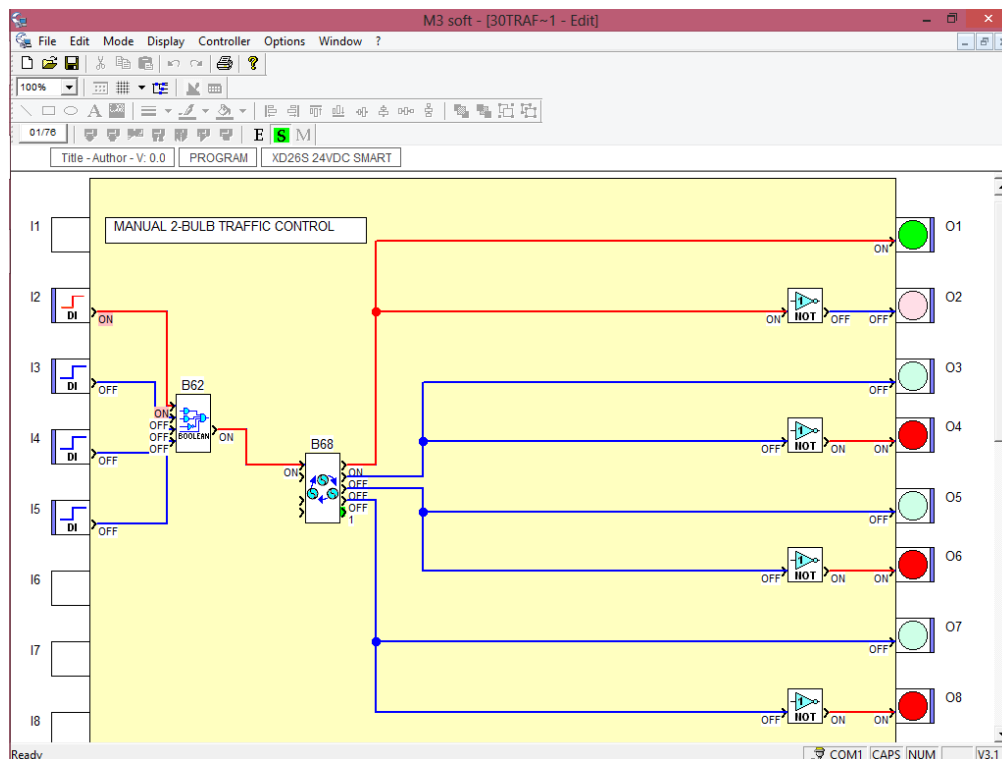 M3 soft - [30TRAF~1 - Edit]
File Edit Mode Display Controller Options Window ?
100%
01/76 E S M
Title - Author - V: 0.0 PROGRAM XD26S 24VDC SMART
MANUAL 2-BULB TRAFFIC CONTROL
I1 O1
ON
I2 DI ON NOT O2
ON OFF OFF
I3 DI OFF O3
B62 OFF
ON
OFF
OFF
OFF
BOOLEAN ON
I4 DI OFF NOT O4
OFF ON ON
B68
ON
ON
OFF
OFF
OFF
1
I5 DI OFF O5
OFF
I6 NOT O6
OFF ON ON
I7 O7
OFF
I8 NOT O8
OFF ON ON
Ready COM1 CAPS NUM V3.1